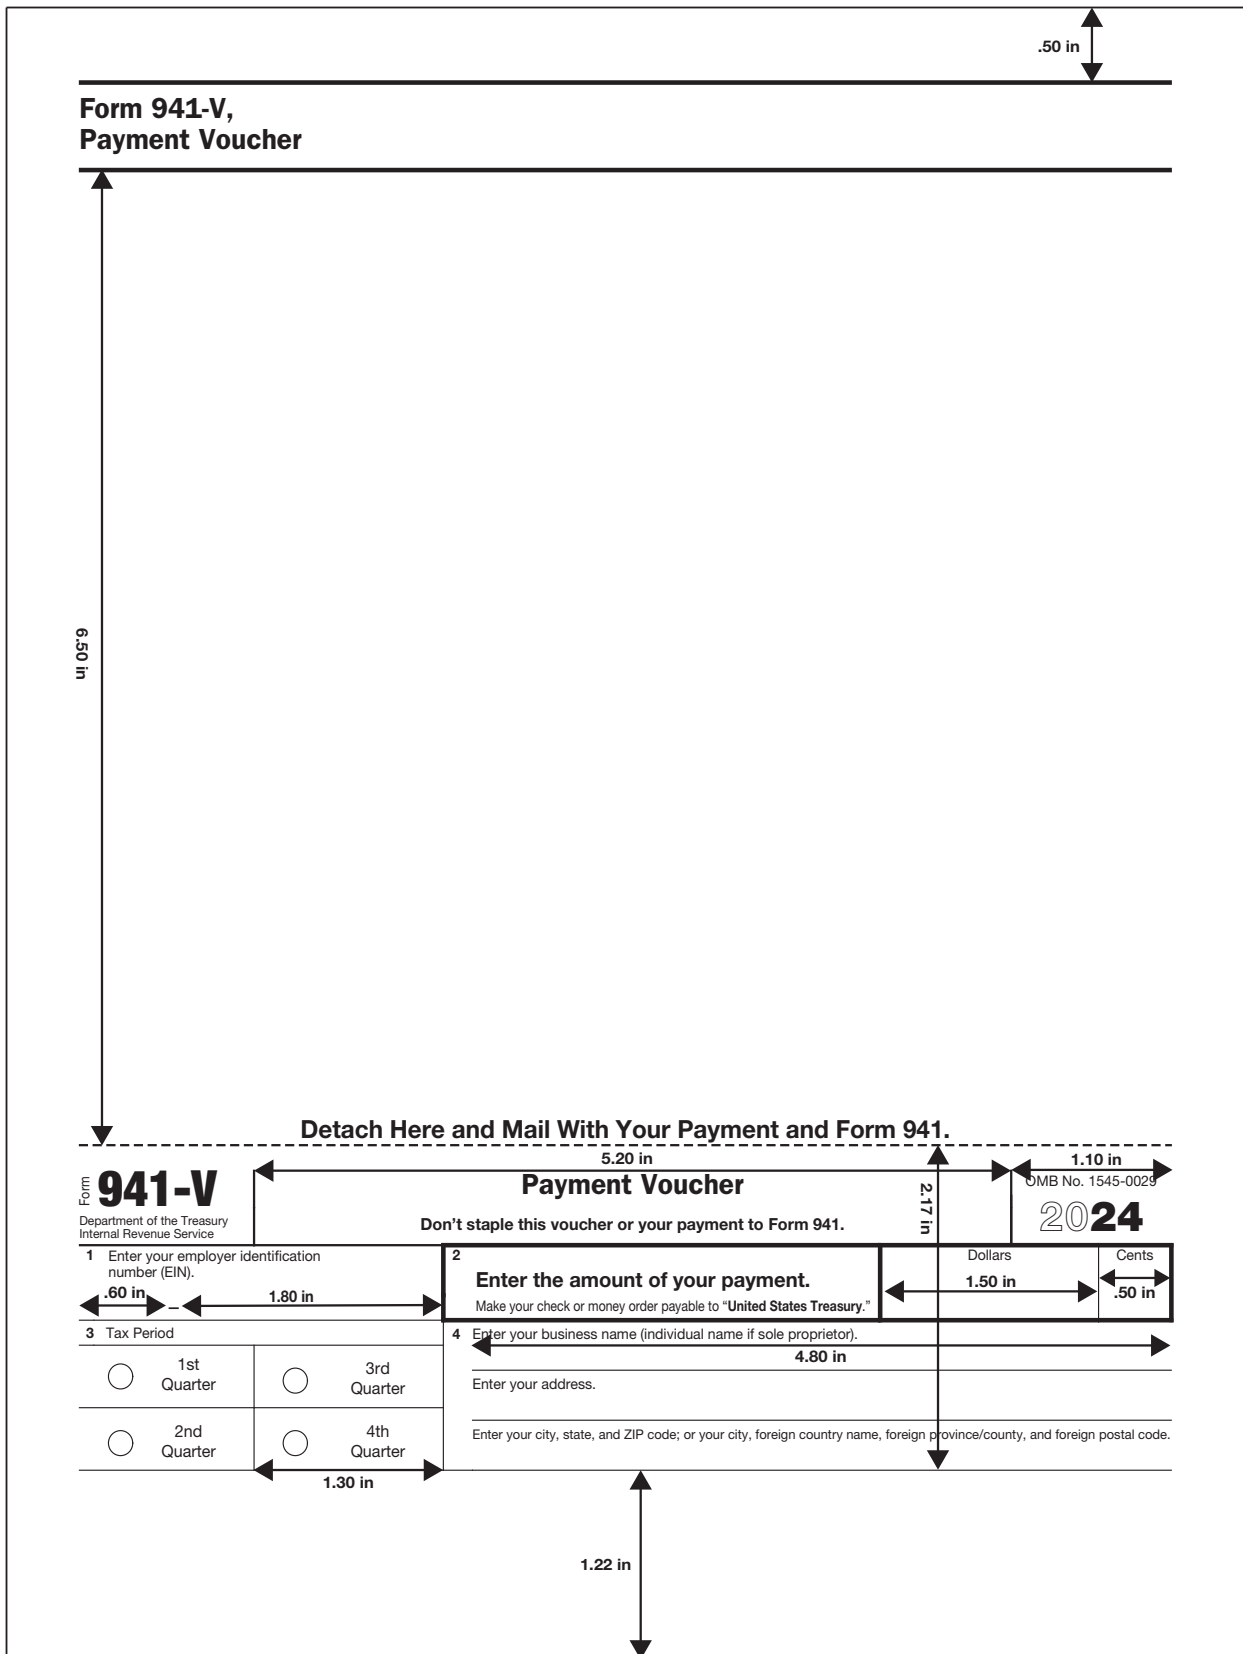 .50 in
Form 941-V,
Payment Voucher
6.50 in
Detach Here and Mail With Your Payment and Form 941.
5.20 in
1.10 in
Form 941-V
Department of the Treasury
Internal Revenue Service
Payment Voucher
Don't staple this voucher or your payment to Form 941.
2.17 in
OMB No. 1545-0029
2024
1 Enter your employer identification
number (EIN).
.60 in
–
1.80 in
2
Enter the amount of your payment.
Make your check or money order payable to “United States Treasury.”
Dollars
1.50 in
Cents
.50 in
3 Tax Period
1st
Quarter
3rd
Quarter
2nd
Quarter
4th
Quarter
1.30 in
4 Enter your business name (individual name if sole proprietor).
4.80 in
Enter your address.
Enter your city, state, and ZIP code; or your city, foreign country name, foreign province/county, and foreign postal code.
1.22 in